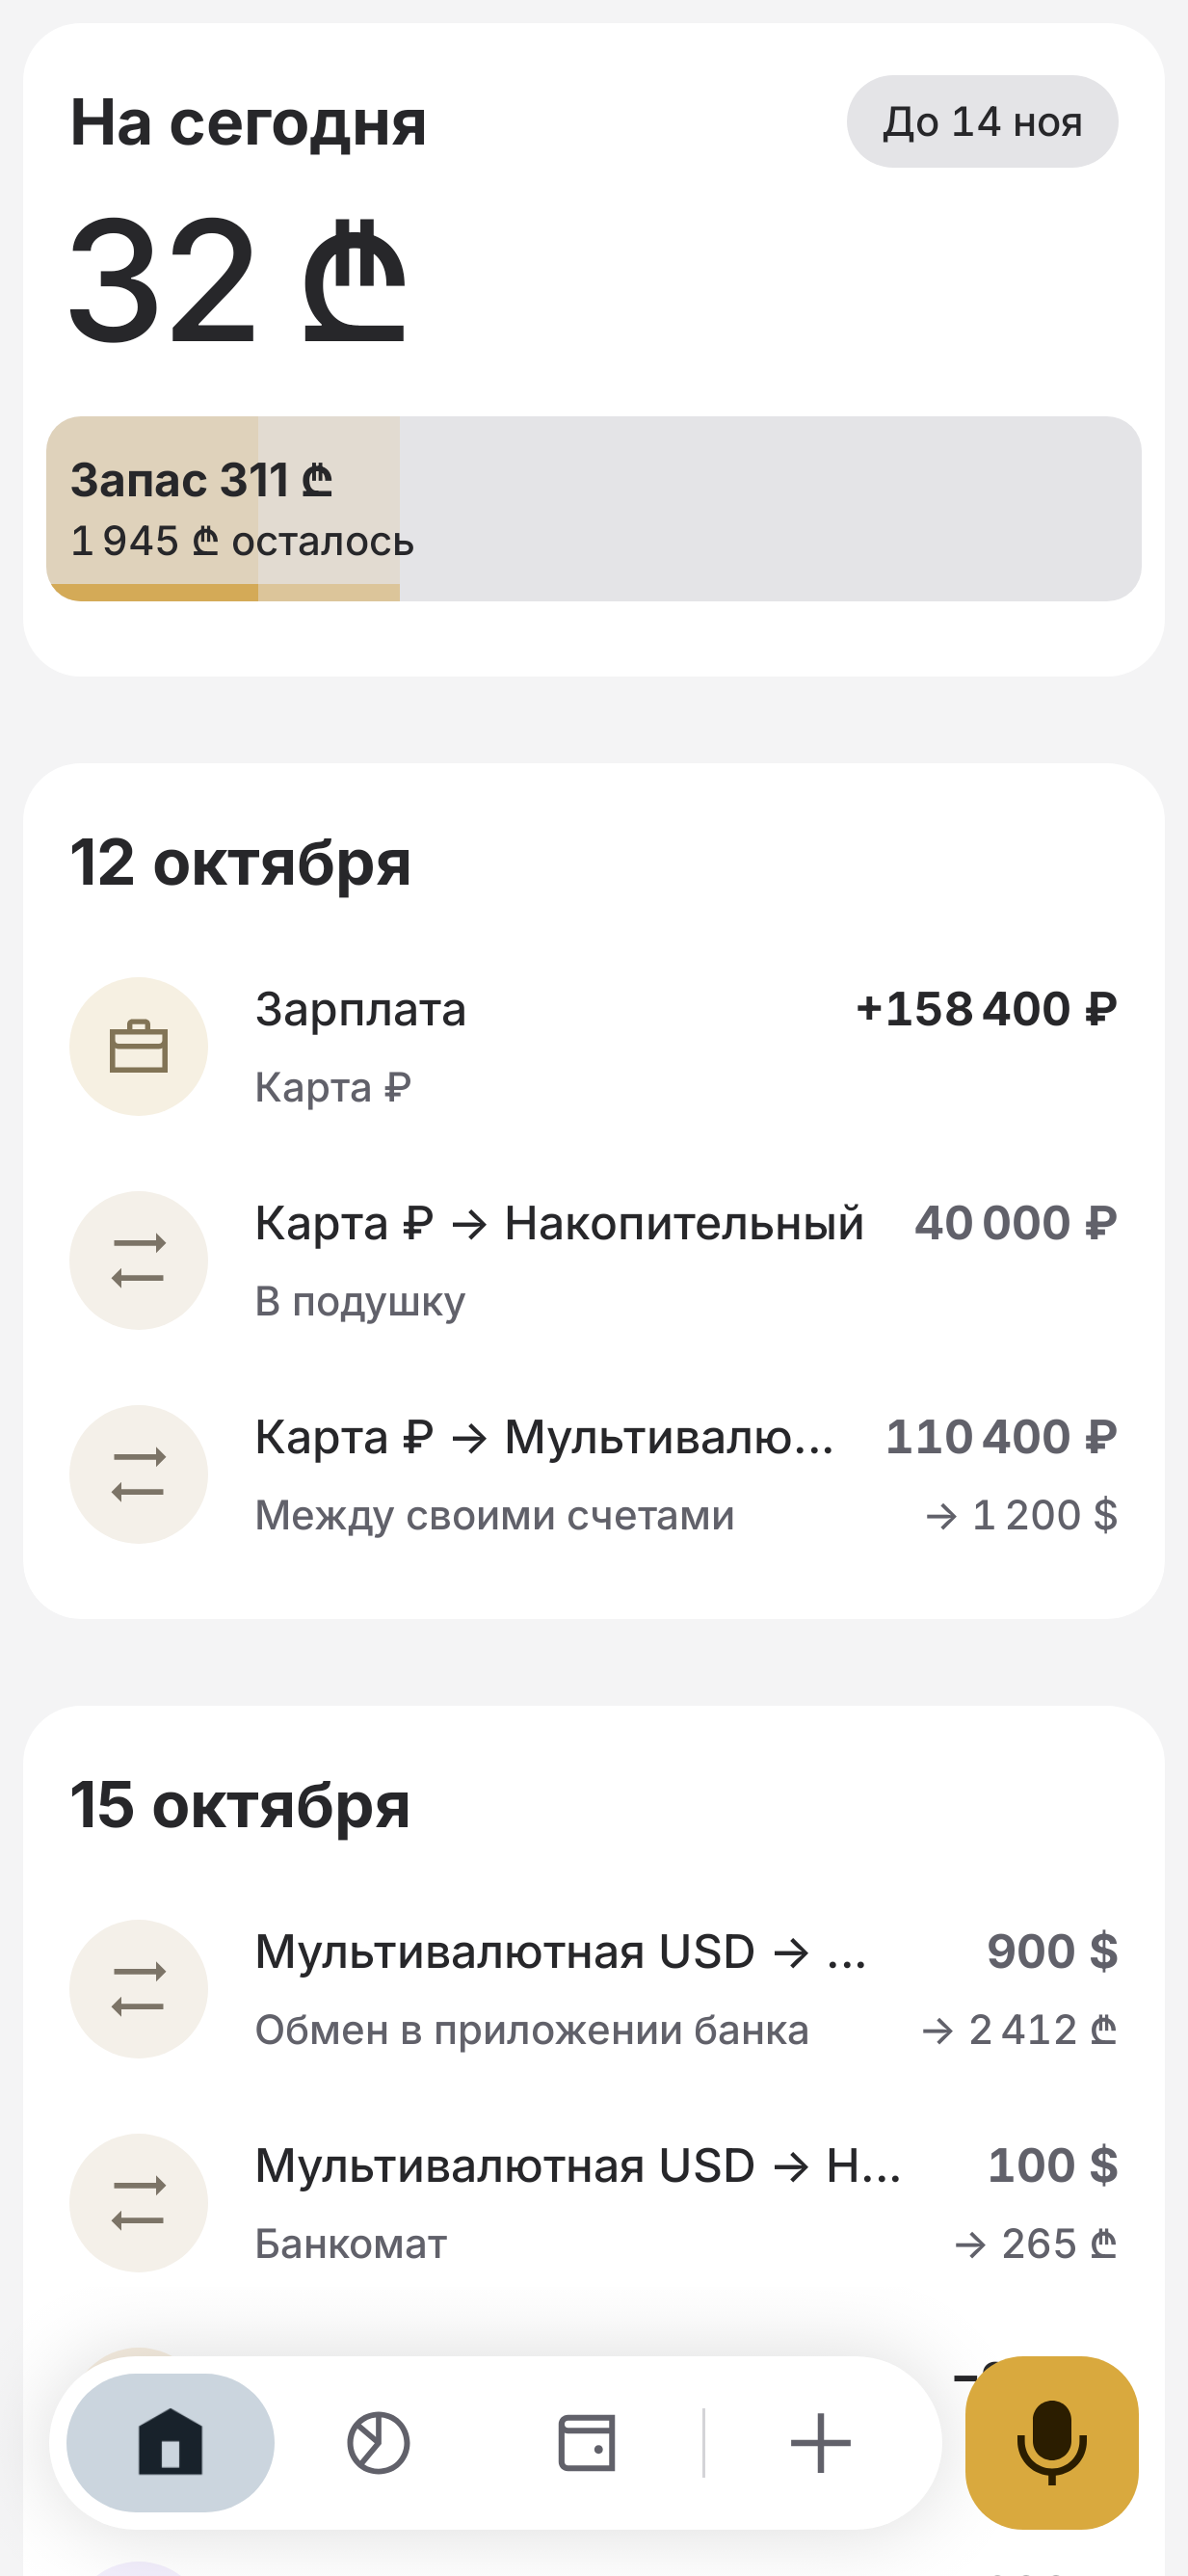 На сегодня
До 14 ноя
32 ₾
Запас 311 ₾
1 945 ₾ осталось
12 октября
Зарплата
+158 400 ₽
Карта ₽
Карта ₽ → Накопительный
40 000 ₽
В подушку
Карта ₽ → Мультивалю...
110 400 ₽
Между своими счетами
→ 1 200 $
15 октября
Мультивалютная USD → ...
900 $
Обмен в приложении банка
→ 2 412 ₾
Мультивалютная USD → Н...
100 $
Банкомат
→ 265 ₾